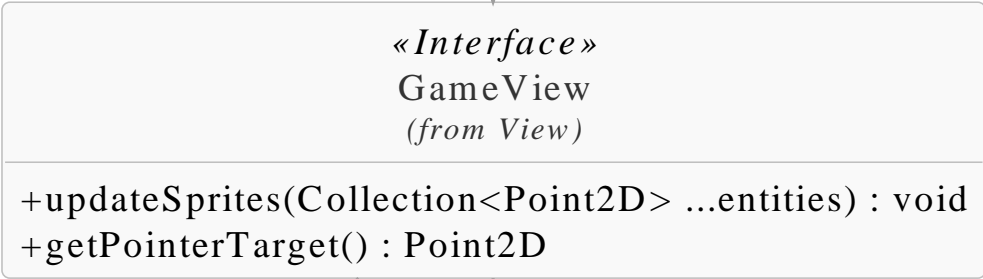 «Interface»
GameView
(from View)
+updateSprites(Collection<Point2D> ...entities) : void
+getPointerTarget() : Point2D